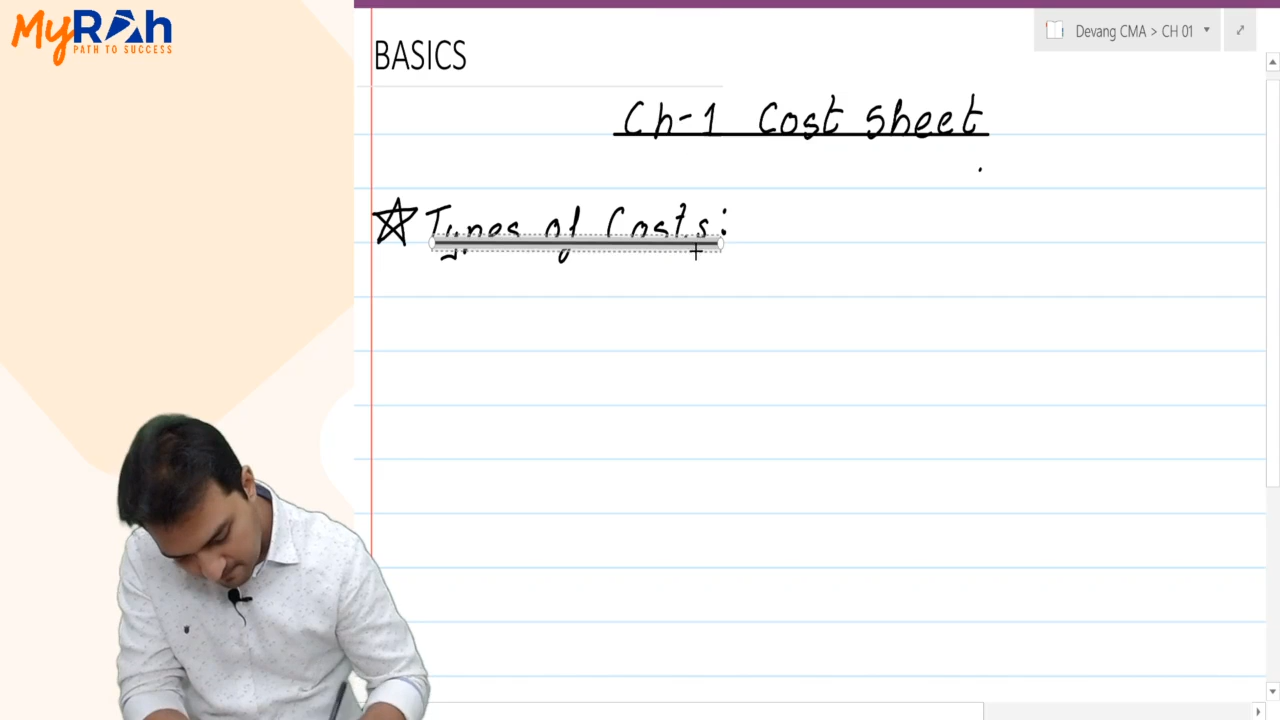 MyRAh
PATH TO SUCCESS
Devang CMA > CH 01
BASICS
Ch-1 Cost Sheet
Types of Costs: